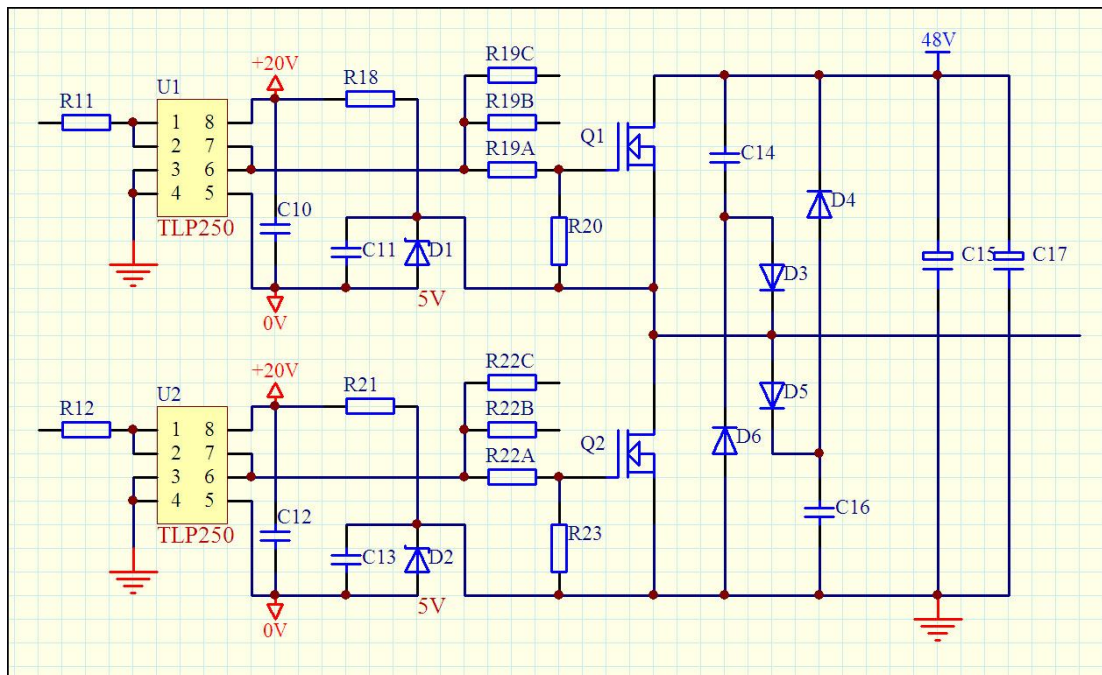 48V
R19C
+20V
R18
U1
R11
R19B
1 8
2 7
Q1
3 6
R19A
C14
4 5
D4
TLP250
C10
R20
C11
D1
C15
C17
D3
5V
0V
+20V
R22C
R21
U2
D5
R12
R22B
1 8
2 7
Q2
D6
3 6
R22A
4 5
C16
TLP250
C12
R23
C13
D2
5V
0V